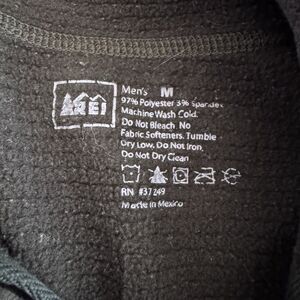 REI
Men's M
97% Polyester 3% Spandex
Machine Wash Cold.
Do Not Bleach. No
Fabric Softeners. Tumble
Dry Low. Do Not Iron.
Do Not Dry Clean
RN #37249
Made in Mexico